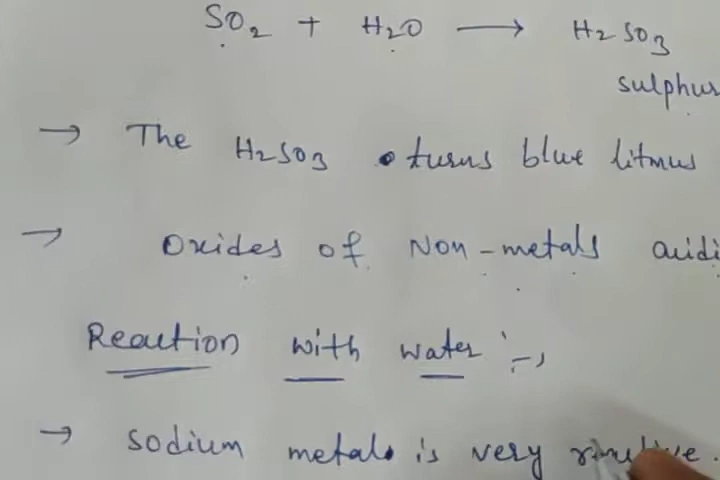 SO2 + H2O → H2SO3
sulphur
→ The H2SO3 turns blue litmus
→ Oxides of Non-metals acidi
Reaction with water :-,
→ sodium metal is very